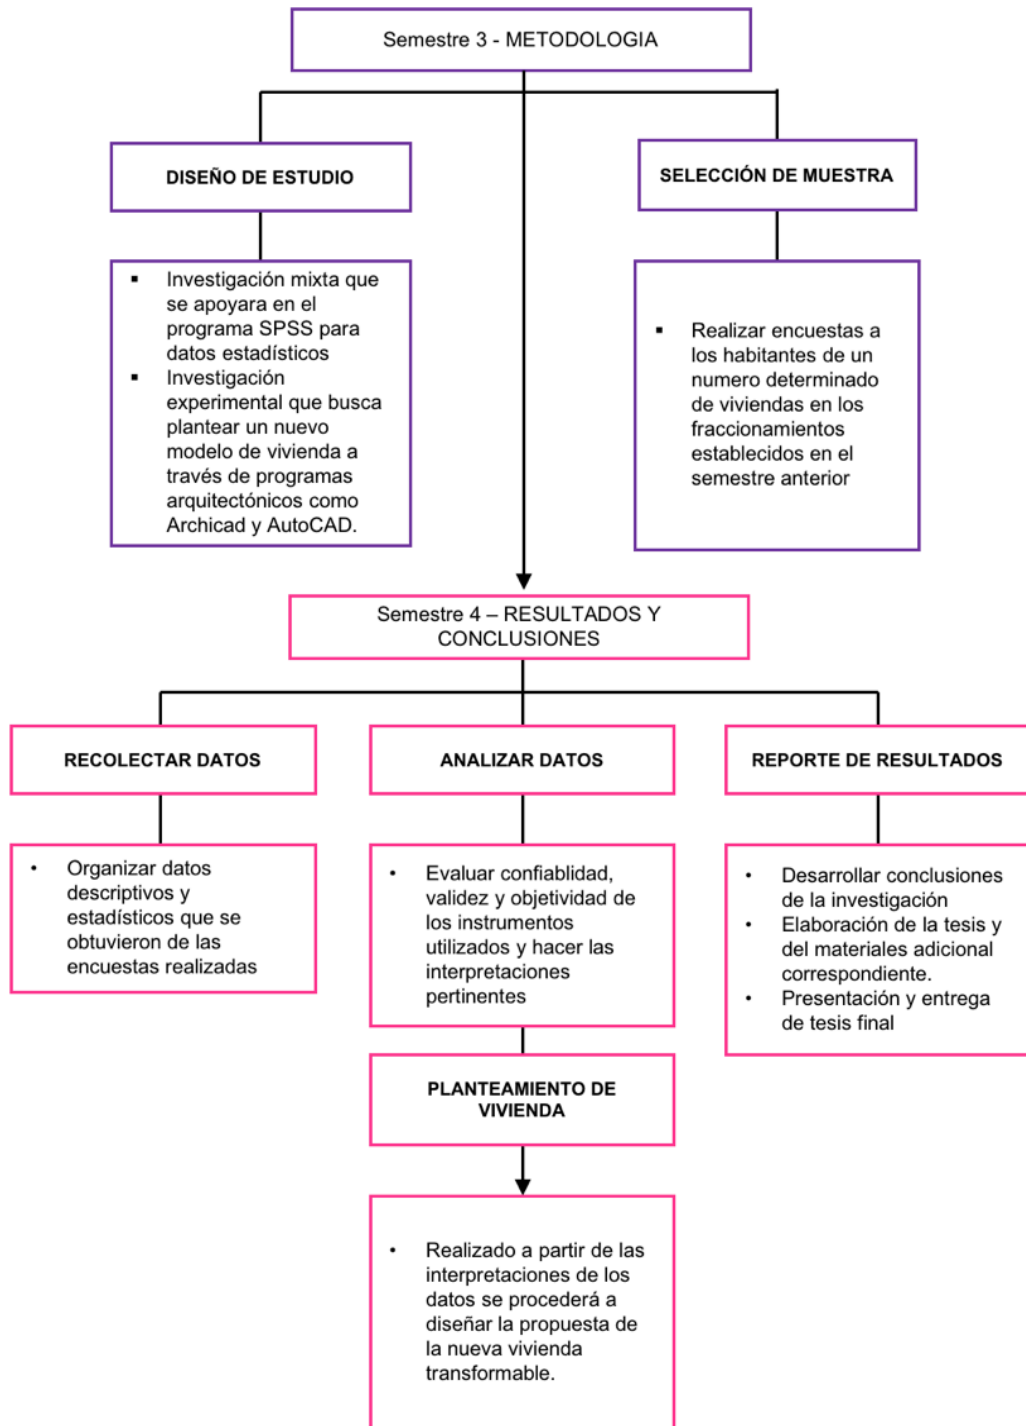 Semestre 3 - METODOLOGIA
DISEÑO DE ESTUDIO
SELECCIÓN DE MUESTRA
▪ Investigación mixta que
se apoyara en el
programa SPSS para
datos estadísticos
▪ Investigación
experimental que busca
plantear un nuevo
modelo de vivienda a
través de programas
arquitectónicos como
Archicad y AutoCAD.
▪ Realizar encuestas a
los habitantes de un
numero determinado
de viviendas en los
fraccionamientos
establecidos en el
semestre anterior
Semestre 4 – RESULTADOS Y
CONCLUSIONES
RECOLECTAR DATOS
ANALIZAR DATOS
REPORTE DE RESULTADOS
• Organizar datos
descriptivos y
estadísticos que se
obtuvieron de las
encuestas realizadas
• Evaluar confiablidad,
validez y objetividad de
los instrumentos
utilizados y hacer las
interpretaciones
pertinentes
• Desarrollar conclusiones
de la investigación
• Elaboración de la tesis y
del materiales adicional
correspondiente.
• Presentación y entrega
de tesis final
PLANTEAMIENTO DE
VIVIENDA
• Realizado a partir de las
interpretaciones de los
datos se procederá a
diseñar la propuesta de
la nueva vivienda
transformable.